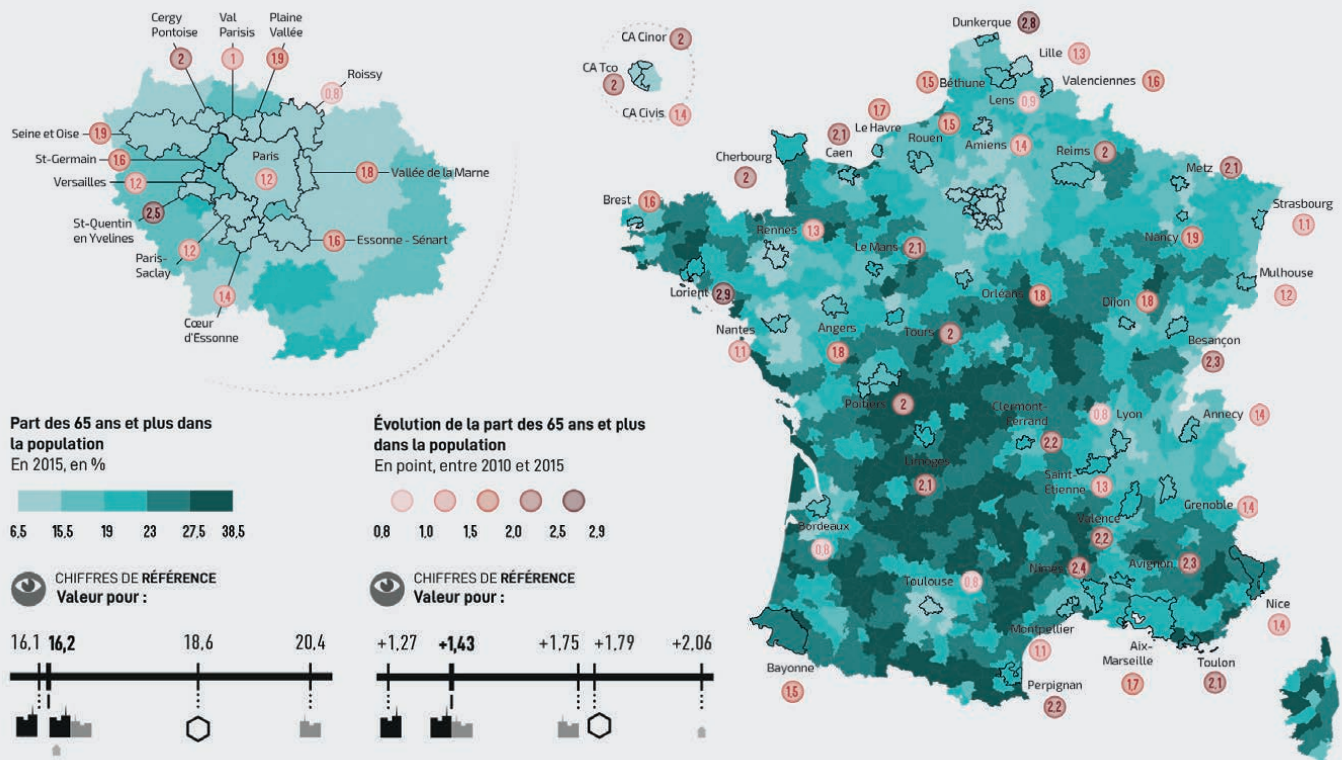 Cergy
Pontoise
2
Val
Parisis
1
Plaine
Vallée
1,9
Roissy
0,8
Seine et Oise
1,9
St-Germain
1,6
Versailles
1,2
St-Quentin
en Yvelines
2,5
Paris-
Saclay
1,2
Cœur
d'Essonne
1,4
Paris
1,2
Vallée de la Marne
1,8
Essonne - Sénart
1,6
CA Cinor
2
CA Tco
2
CA Civis
1,4
Dunkerque
2,8
Lille
1,3
Béthune
1,5
Valenciennes
1,6
Lens
0,9
Le Havre
1,7
Rouen
1,5
Amiens
1,4
Reims
2
Caen
2,1
Cherbourg
2
Metz
2,1
Strasbourg
1,1
Nancy
1,9
Mulhouse
1,2
Brest
1,6
Rennes
1,3
Le Mans
2,1
Lorient
2,9
Orléans
1,8
Dijon
1,8
Besançon
2,3
Nantes
1,1
Angers
1,8
Tours
2
Poitiers
2
Clermont-
Ferrand
2,2
Lyon
0,8
Annecy
1,4
Limoges
2,1
Saint-
Etienne
1,3
Grenoble
1,4
Valence
2,2
Bordeaux
0,8
Toulouse
0,8
Nîmes
2,4
Avignon
2,3
Nice
1,4
Montpellier
1,1
Aix-
Marseille
1,7
Toulon
2,1
Bayonne
1,5
Perpignan
2,2
Part des 65 ans et plus dans
la population
En 2015, en %
6,5 15,5 19 23 27,5 38,5
CHIFFRES DE RÉFÉRENCE
Valeur pour :
16,1 16,2 18,6 20,4
Évolution de la part des 65 ans et plus
dans la population
En point, entre 2010 et 2015
0,8 1,0 1,5 2,0 2,5 2,9
CHIFFRES DE RÉFÉRENCE
Valeur pour :
+1,27 +1,43 +1,75 +1,79 +2,06